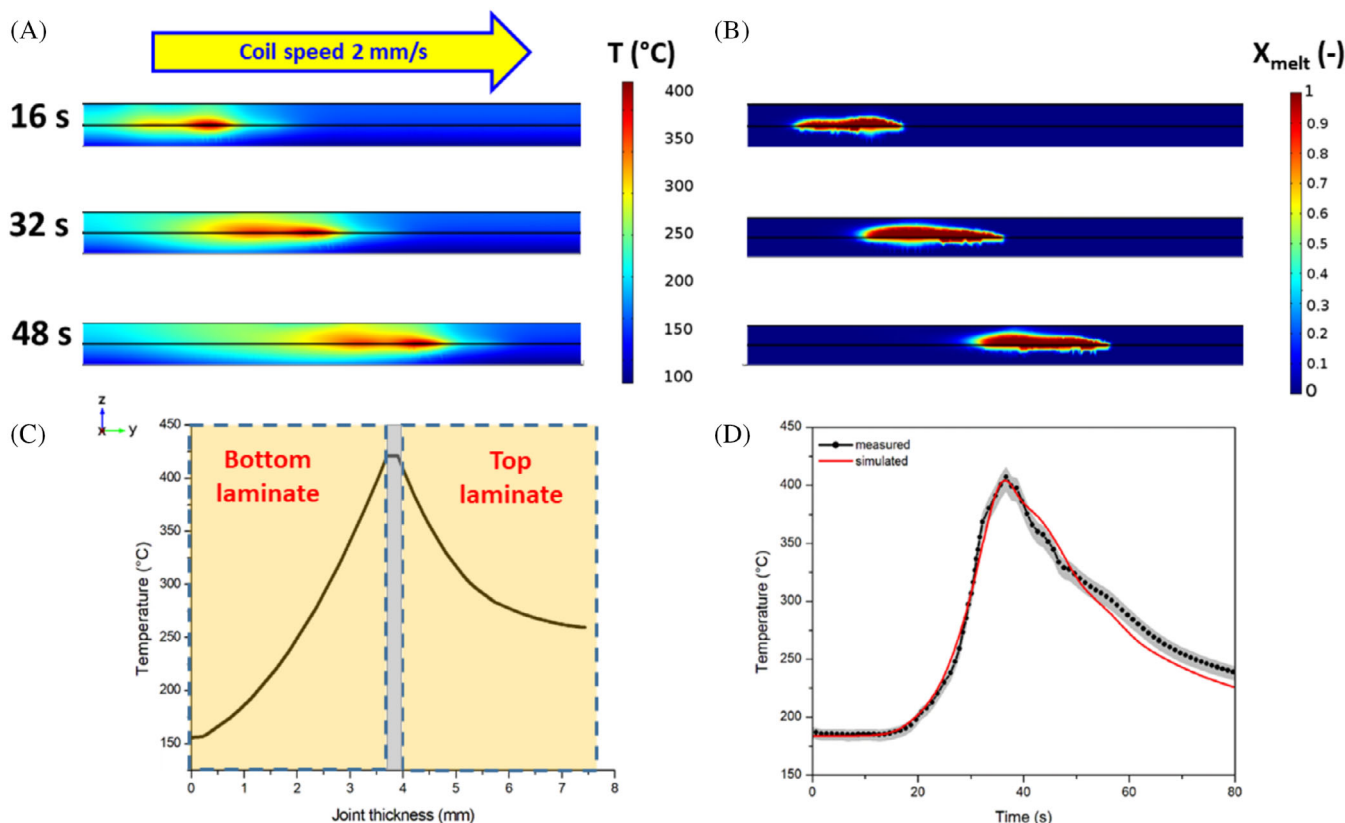 (A)
Coil speed 2 mm/s
T (°C)
16 s
32 s
48 s
400
350
300
250
200
150
100
z
x
y
(B)
Xmelt (-)
1
0.9
0.8
0.7
0.6
0.5
0.4
0.3
0.2
0.1
0
(C)
450
400
350
300
250
200
150
Temperature (°C)
Bottom
laminate
Top
laminate
0 1 2 3 4 5 6 7 8
Joint thickness (mm)
(D)
450
400
350
300
250
200
150
Temperature (°C)
measured
simulated
0 20 40 60 80
Time (s)